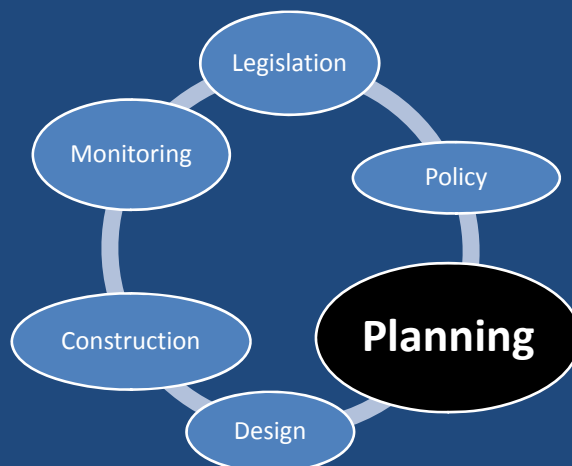 Legislation
Policy
Planning
Design
Construction
Monitoring